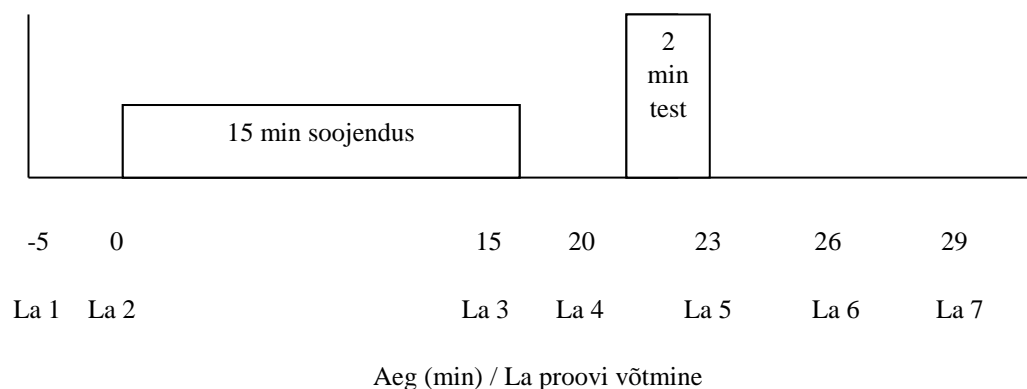 2
min
test
15 min soojendus
-5 0 15 20 23 26 29
La 1 La 2 La 3 La 4 La 5 La 6 La 7
Aeg (min) / La proovi võtmine